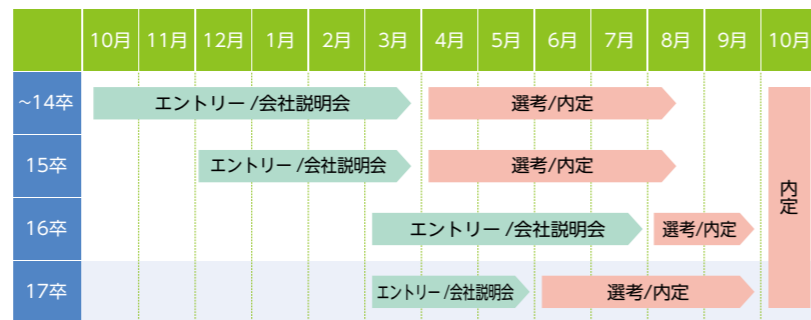 10月 11月 12月 1月 2月 3月 4月 5月 6月 7月 8月 9月 10月
~14卒 エントリー /会社説明会 選考/内定
15卒 エントリー /会社説明会 選考/内定
16卒 エントリー /会社説明会 選考/内定
17卒 エントリー /会社説明会 選考/内定
内定